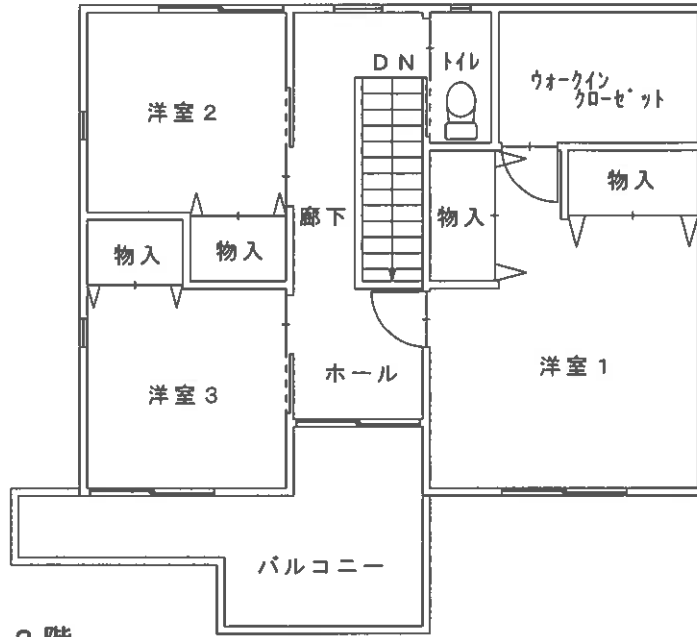 DN
トイレ
ウォークイン
クローゼット
洋室2
物入
廊下
物入
物入
物入
洋室1
ホール
洋室3
バルコニー
2階